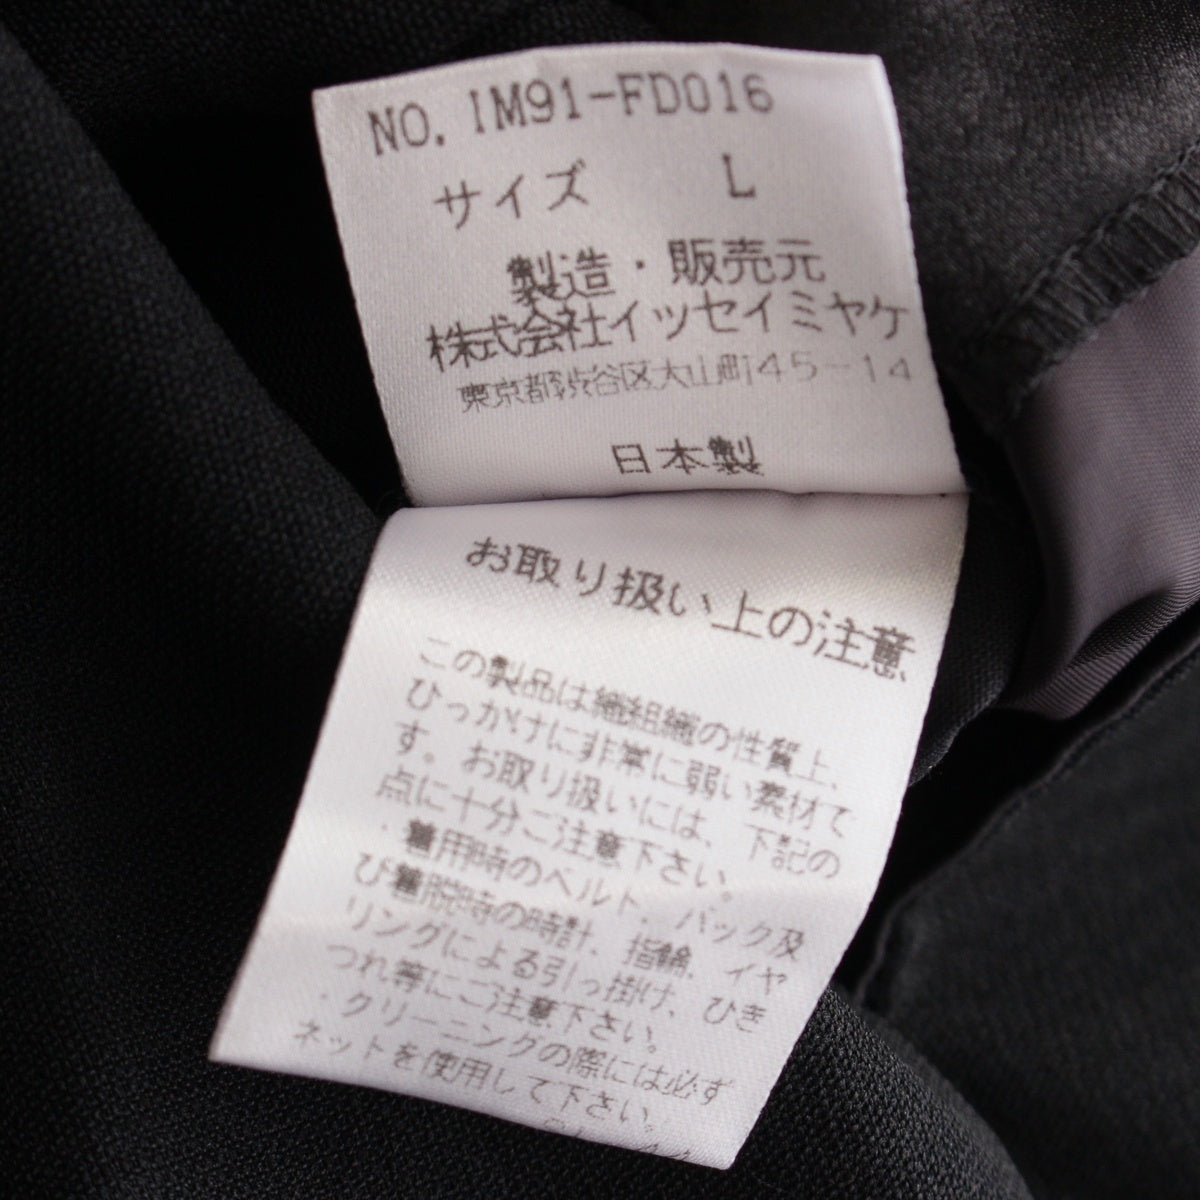 NO. IM91-FD016
サイズ L
製造・販売元
株式会社イッセイミヤケ
東京都渋谷区大山町45-14
日本製
お取り扱い上の注意
この製品は繊組織の性質上、
ひっかけに非常に弱い素材で
す。お取り扱いには、下記の
点に十分ご注意下さい。
・着用時のベルト、バック及
び着脱時の時計、指輪、イヤ
リングによる引っ掛け、ひき
つれ等にご注意下さい。
・クリーニングの際には必ず
ネットを使用して下さい。